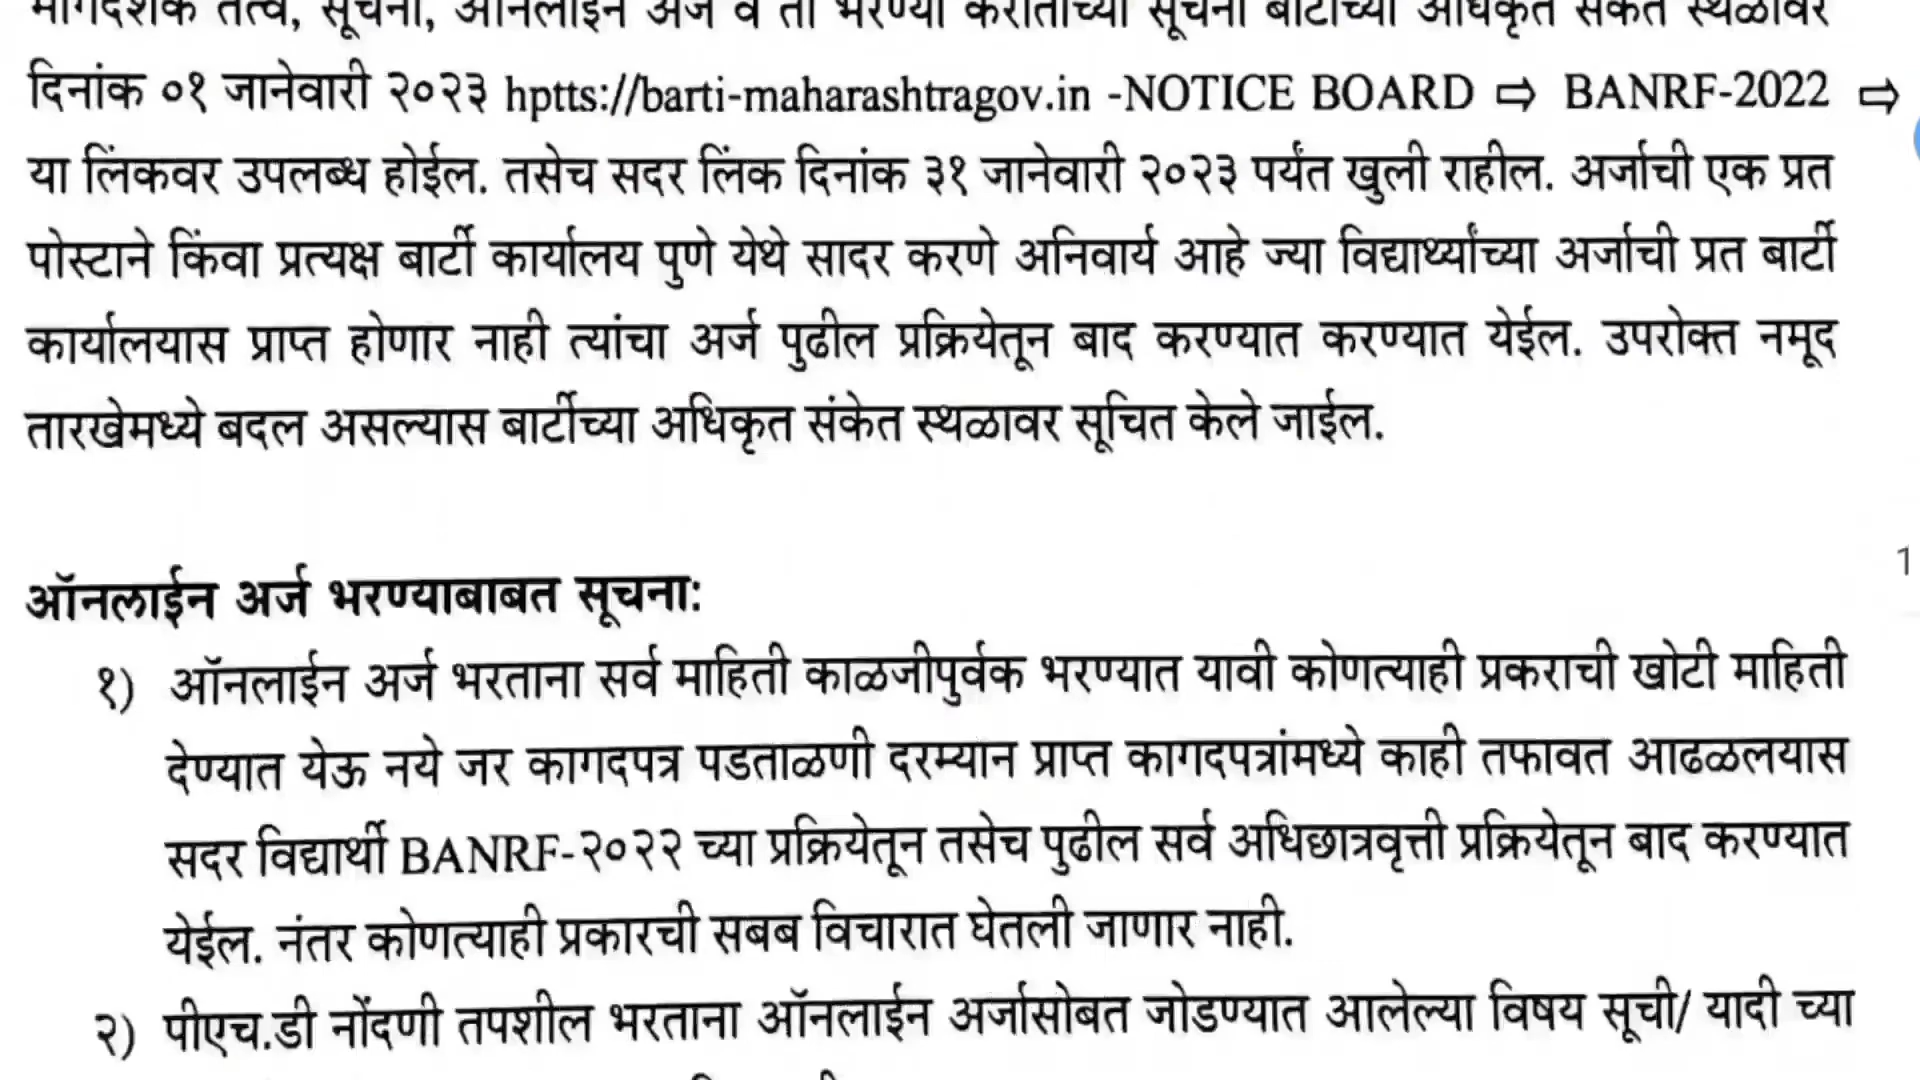 मार्गदर्शक तत्वे, सूचना, ऑनलाईन अर्ज व तो भरण्या करीताच्या सूचना बार्टीच्या अधिकृत संकेत स्थळावर
दिनांक ०१ जानेवारी २०२३ hptts://barti-maharashtragov.in -NOTICE BOARD ⇨ BANRF-2022 ⇨
या लिंकवर उपलब्ध होईल. तसेच सदर लिंक दिनांक ३१ जानेवारी २०२३ पर्यंत खुली राहील. अर्जाची एक प्रत
पोस्टाने किंवा प्रत्यक्ष बार्टी कार्यालय पुणे येथे सादर करणे अनिवार्य आहे ज्या विद्यार्थ्यांच्या अर्जाची प्रत बार्टी
कार्यालयास प्राप्त होणार नाही त्यांचा अर्ज पुढील प्रक्रियेतून बाद करण्यात करण्यात येईल. उपरोक्त नमूद
तारखेमध्ये बदल असल्यास बार्टीच्या अधिकृत संकेत स्थळावर सूचित केले जाईल.
1
ऑनलाईन अर्ज भरण्याबाबत सूचना:
१) ऑनलाईन अर्ज भरताना सर्व माहिती काळजीपुर्वक भरण्यात यावी कोणत्याही प्रकराची खोटी माहिती
देण्यात येऊ नये जर कागदपत्र पडताळणी दरम्यान प्राप्त कागदपत्रांमध्ये काही तफावत आढळलयास
सदर विद्यार्थी BANRF-२०२२ च्या प्रक्रियेतून तसेच पुढील सर्व अधिछात्रवृत्ती प्रक्रियेतून बाद करण्यात
येईल. नंतर कोणत्याही प्रकारची सबब विचारात घेतली जाणार नाही.
२) पीएच.डी नोंदणी तपशील भरताना ऑनलाईन अर्जासोबत जोडण्यात आलेल्या विषय सूची/ यादी च्या